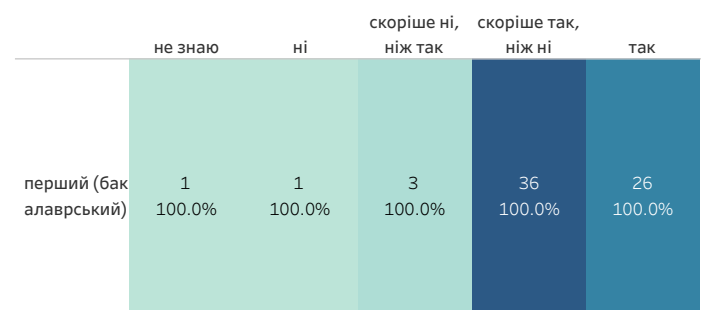 не знаю ні скоріше ні, ніж так скоріше так, ніж ні так
перший (бак
алаврський)
1 1 3 36 26
100.0% 100.0% 100.0% 100.0% 100.0%